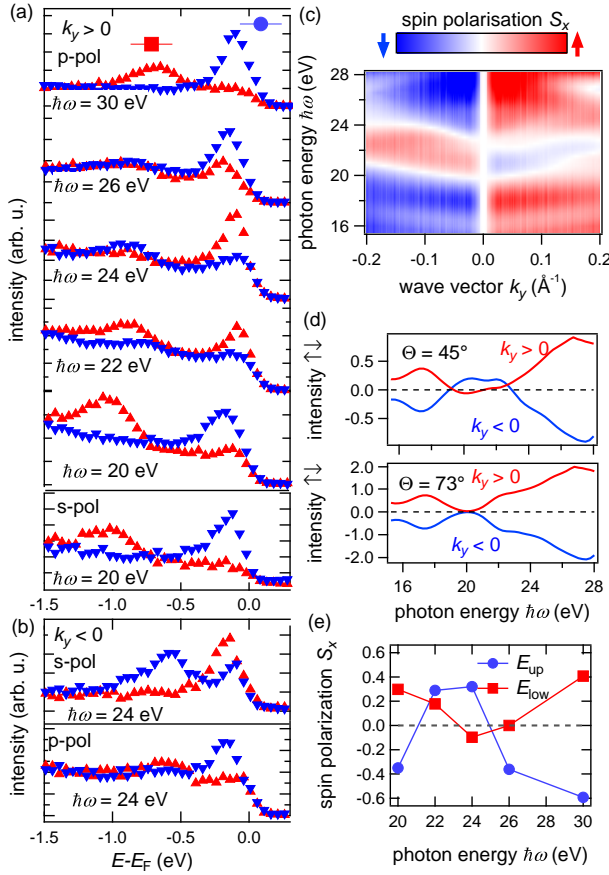 (a)
k_y > 0
p-pol
ħω = 30 eV
ħω = 26 eV
ħω = 24 eV
ħω = 22 eV
ħω = 20 eV
s-pol
ħω = 20 eV
intensity (arb. u.)
-1.5 -1.0 -0.5 0.0
(b)
k_y < 0
s-pol
ħω = 24 eV
p-pol
ħω = 24 eV
intensity (arb. u.)
-1.5 -1.0 -0.5 0.0
E-E_F (eV)
(c)
spin polarisation S_x
photon energy ħω (eV)
28
24
20
16
-0.2 -0.1 0.0 0.1 0.2
wave vector k_y (Å⁻¹)
(d)
Θ = 45°
k_y > 0
k_y < 0
intensity ↑↓
0.5
0.0
-0.5
Θ = 73°
k_y > 0
k_y < 0
intensity ↑↓
2.0
1.0
0.0
-1.0
-2.0
16 20 24 28
photon energy ħω (eV)
(e)
E_up
E_low
spin polarization S_x
0.4
0.2
0.0
-0.2
-0.4
-0.6
20 22 24 26 28 30
photon energy ħω (eV)